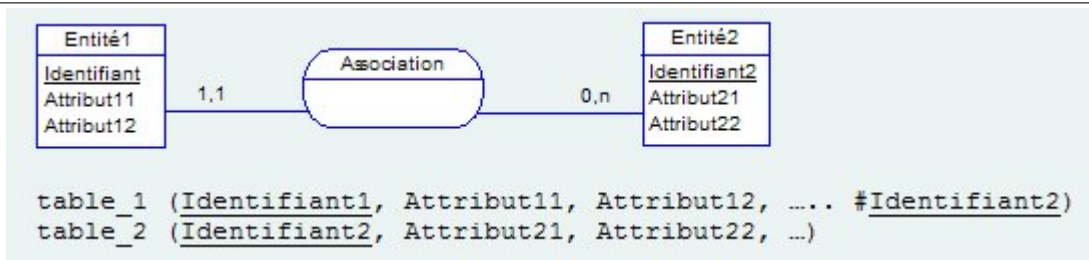 Entité1
Identifiant
Attribut11
Attribut12
1,1
Association
0,n
Entité2
Identifiant2
Attribut21
Attribut22
table_1 (Identifiant1, Attribut11, Attribut12, ….. #Identifiant2)
table_2 (Identifiant2, Attribut21, Attribut22, …)